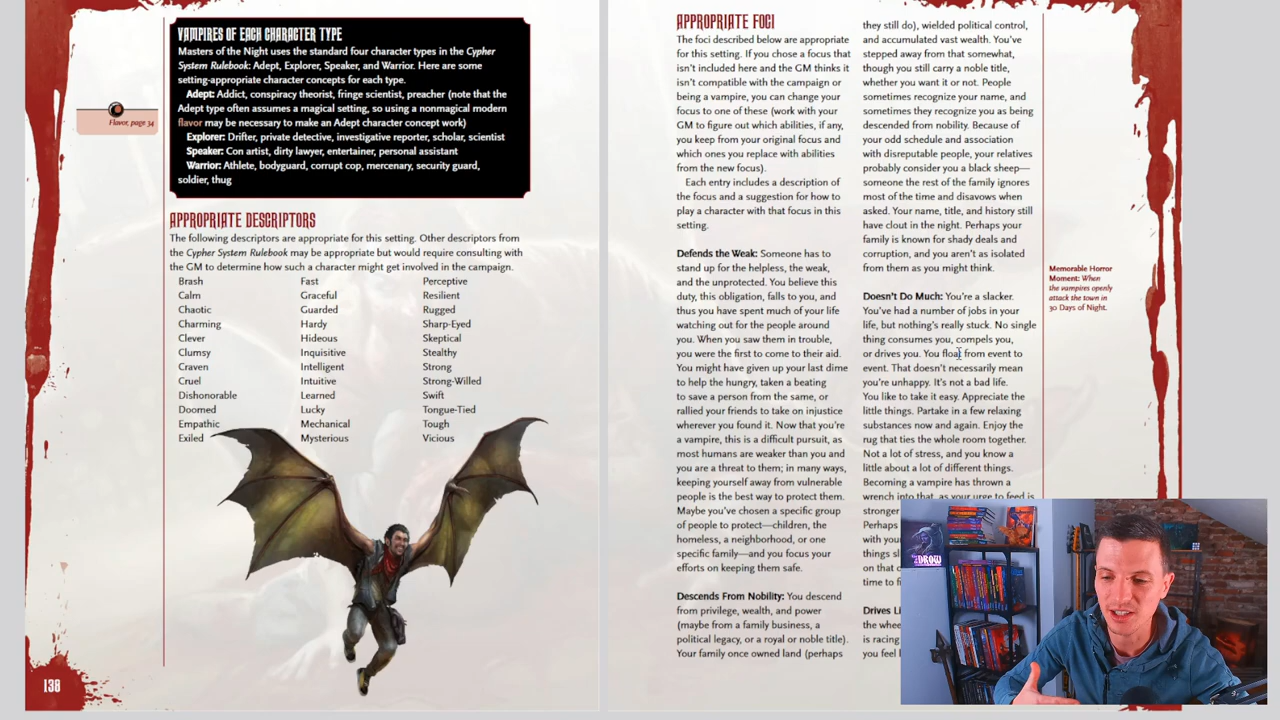 VAMPIRES OF EACH CHARACTER TYPE
Masters of the Night uses the standard four character types in the Cypher
System Rulebook: Adept, Explorer, Speaker, and Warrior. Here are some
setting-appropriate character concepts for each type.
Adept: Addict, conspiracy theorist, fringe scientist, preacher (note that the
Adept type often assumes a magical setting, so using a nonmagical modern
flavor may be necessary to make an Adept character concept work)
Explorer: Drifter, private detective, investigative reporter, scholar, scientist
Speaker: Con artist, dirty lawyer, entertainer, personal assistant
Warrior: Athlete, bodyguard, corrupt cop, mercenary, security guard,
soldier, thug
Flavor, page 34
APPROPRIATE DESCRIPTORS
The following descriptors are appropriate for this setting. Other descriptors from
the Cypher System Rulebook may be appropriate but would require consulting with
the GM to determine how such a character might get involved in the campaign.
Brash
Calm
Chaotic
Charming
Clever
Clumsy
Craven
Cruel
Dishonorable
Doomed
Empathic
Exiled
Fast
Graceful
Guarded
Hardy
Hideous
Inquisitive
Intelligent
Intuitive
Learned
Lucky
Mechanical
Mysterious
Perceptive
Resilient
Rugged
Sharp-Eyed
Skeptical
Stealthy
Strong
Strong-Willed
Swift
Tongue-Tied
Tough
Vicious
138
APPROPRIATE FOCI
The foci described below are appropriate
for this setting. If you chose a focus that
isn't included here and the GM thinks it
isn't compatible with the campaign or
being a vampire, you can change your
focus to one of these (work with your
GM to figure out which abilities, if any,
you keep from your original focus and
which ones you replace with abilities
from the new focus).
Each entry includes a description of
the focus and a suggestion for how to
play a character with that focus in this
setting.
Defends the Weak: Someone has to
stand up for the helpless, the weak,
and the unprotected. You believe this
duty, this obligation, falls to you, and
thus you have spent much of your life
watching out for the people around
you. When you saw them in trouble,
you were the first to come to their aid.
You might have given up your last dime
to help the hungry, taken a beating
to save a person from the same, or
rallied your friends to take on injustice
wherever you found it. Now that you're
a vampire, this is a difficult pursuit, as
most humans are weaker than you and
you are a threat to them; in many ways,
keeping yourself away from vulnerable
people is the best way to protect them.
Maybe you've chosen a specific group
of people to protect—children, the
homeless, a neighborhood, or one
specific family—and you focus your
efforts on keeping them safe.
Descends From Nobility: You descend
from privilege, wealth, and power
(maybe from a family business, a
political legacy, or a royal or noble title).
Your family once owned land (perhaps
they still do), wielded political control,
and accumulated vast wealth. You've
stepped away from that somewhat,
though you still carry a noble title,
whether you want it or not. People
sometimes recognize your name, and
sometimes they recognize you as being
descended from nobility. Because of
your odd schedule and association
with disreputable people, your relatives
probably consider you a black sheep—
someone the rest of the family ignores
most of the time and disavows when
asked. Your name, title, and history still
have clout in the night. Perhaps your
family is known for shady deals and
corruption, and you aren't as isolated
from them as you might think.
Doesn't Do Much: You're a slacker.
You've had a number of jobs in your
life, but nothing's really stuck. No single
thing consumes you, compels you,
or drives you. You float from event to
event. That doesn't necessarily mean
you're unhappy. It's not a bad life.
You like to take it easy. Appreciate the
little things. Partake in a few relaxing
substances now and again. Enjoy the
rug that ties the whole room together.
Not a lot of stress, and you know a
little about a lot of different things.
Becoming a vampire has thrown a
wrench into that, as your urge to feed is
stronger
Perhaps
with you
things sl
on that
time to f
Drives Li
the whee
is racing
you feel
Memorable Horror
Moment: When
the vampires openly
attack the town in
30 Days of Night.
DROW